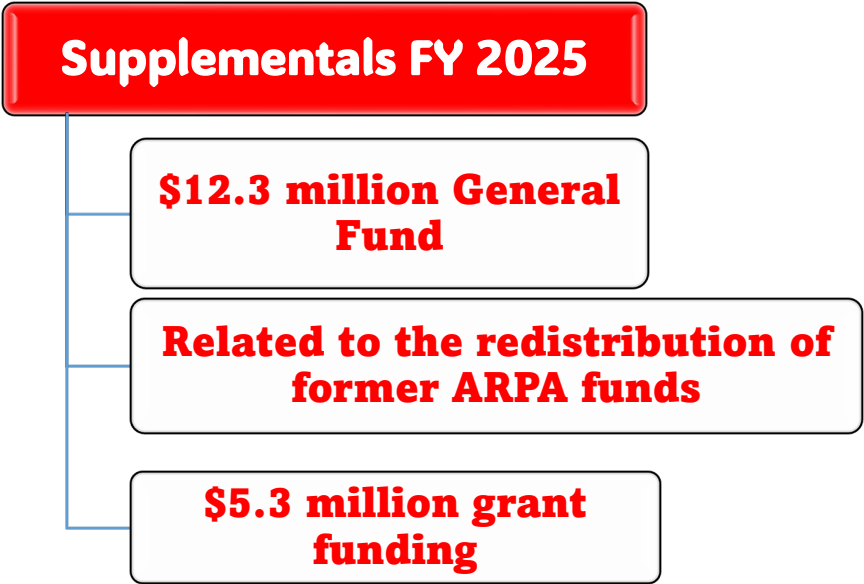 Supplementals FY 2025
$12.3 million General
Fund
Related to the redistribution of
former ARPA funds
$5.3 million grant
funding